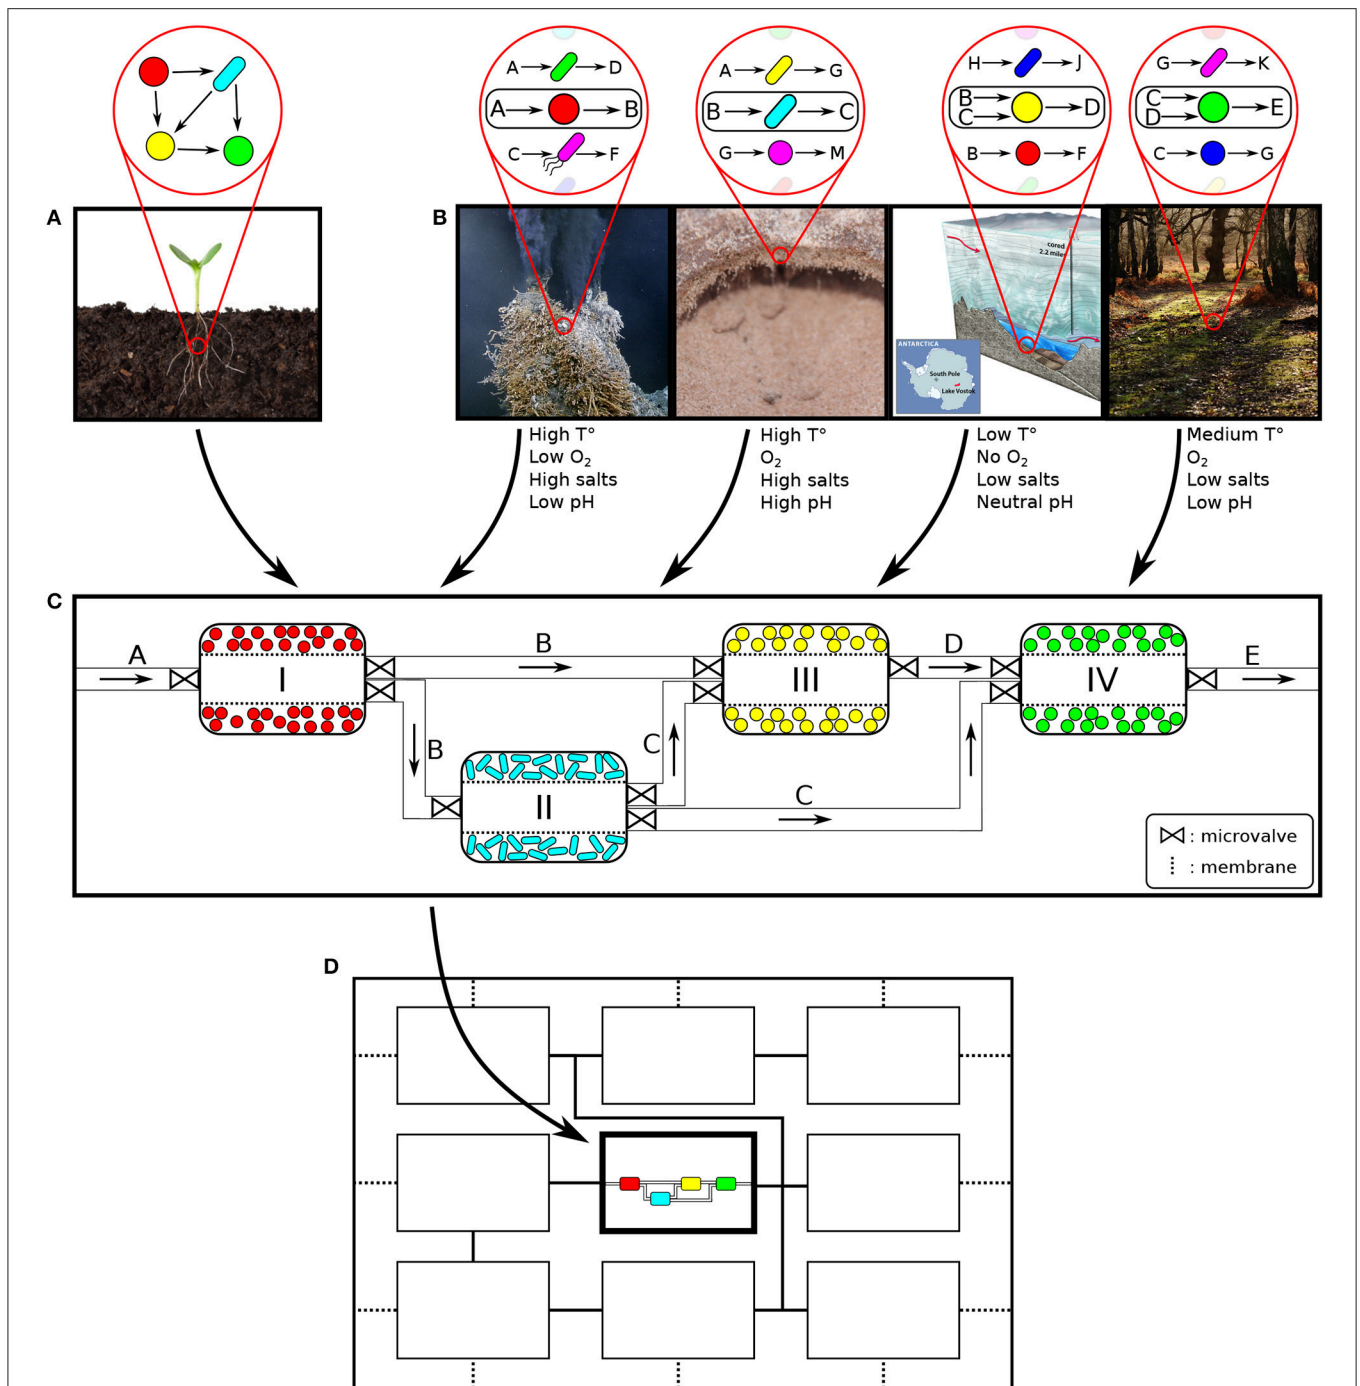 A → D
A → B
C → F
A → G
B → C
G → M
H → J
B
C → D
B → F
G → K
C
D → E
C → G
A
B
cored
2.2 miles
ANTARCTICA
South Pole
Lake Vostok
High T°
Low O₂
High salts
Low pH
High T°
O₂
High salts
High pH
Low T°
No O₂
Low salts
Neutral pH
Medium T°
O₂
Low salts
Low pH
C
A
I
B
B
II
C
C
III
D
IV
E
: microvalve
: membrane
D